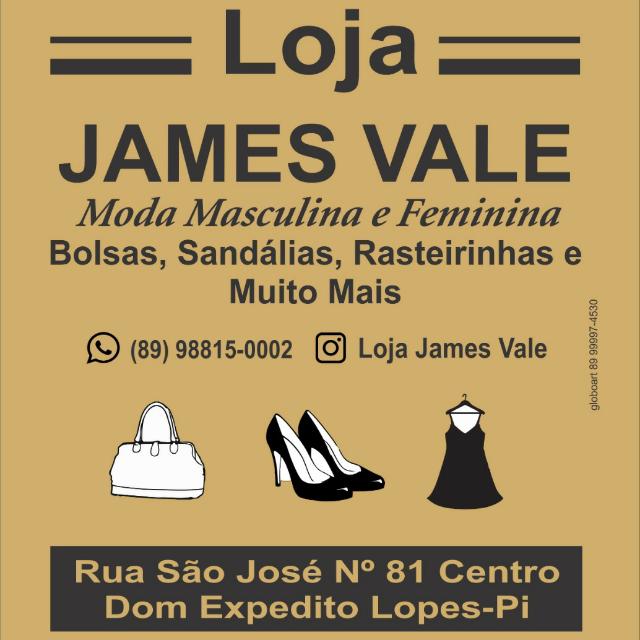 Loja
JAMES VALE
Moda Masculina e Feminina
Bolsas, Sandálias, Rasteirinhas e
Muito Mais
(89) 98815-0002 Loja James Vale
globoart 89 99997-4530
Rua São José Nº 81 Centro
Dom Expedito Lopes-Pi